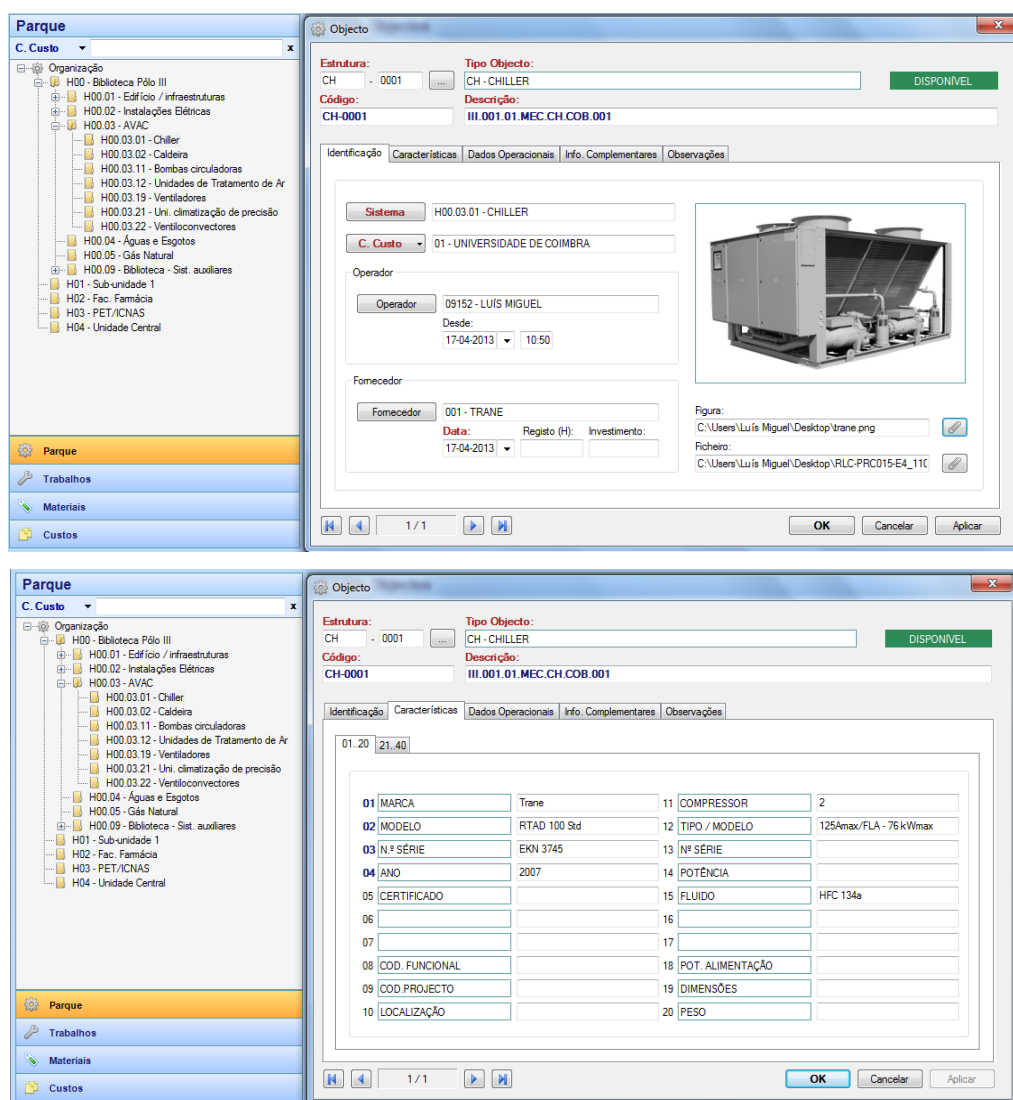 Parque
C. Custo x
Organização
H00 - Biblioteca Pólo III
H00.01 - Edifício / infraestruturas
H00.02 - Instalações Elétricas
H00.03 - AVAC
H00.03.01 - Chiller
H00.03.02 - Caldeira
H00.03.11 - Bombas circuladoras
H00.03.12 - Unidades de Tratamento de Ar
H00.03.19 - Ventiladores
H00.03.21 - Uni. climatização de precisão
H00.03.22 - Ventiloconvectores
H00.04 - Águas e Esgotos
H00.05 - Gás Natural
H00.09 - Biblioteca - Sist. auxiliares
H01 - Sub-unidade 1
H02 - Fac. Famácia
H03 - PET/ICNAS
H04 - Unidade Central
Parque
Trabalhos
Materiais
Custos
Objecto
Estrutura: Tipo Objecto:
CH - 0001 ... CH - CHILLER DISPONÍVEL
Código: Descrição:
CH-0001 III.001.01.MEC.CH.COB.001
Identificação Características Dados Operacionais Info. Complementares Observações
Sistema H00.03.01 - CHILLER
C. Custo 01 - UNIVERSIDADE DE COIMBRA
Operador
Operador 09152 - LUÍS MIGUEL
Desde:
17-04-2013 10:50
Fornecedor
Fornecedor 001 - TRANE
Data: Registo (H): Investimento:
17-04-2013
Figura:
C:\Users\Luís Miguel\Desktop\trane.png
Ficheiro:
C:\Users\Luís Miguel\Desktop\RLC-PRC015-E4_110
1 / 1 OK Cancelar Aplicar
Parque
C. Custo x
Organização
H00 - Biblioteca Pólo III
H00.01 - Edifício / infraestruturas
H00.02 - Instalações Elétricas
H00.03 - AVAC
H00.03.01 - Chiller
H00.03.02 - Caldeira
H00.03.11 - Bombas circuladoras
H00.03.12 - Unidades de Tratamento de Ar
H00.03.19 - Ventiladores
H00.03.21 - Uni. climatização de precisão
H00.03.22 - Ventiloconvectores
H00.04 - Águas e Esgotos
H00.05 - Gás Natural
H00.09 - Biblioteca - Sist. auxiliares
H01 - Sub-unidade 1
H02 - Fac. Famácia
H03 - PET/ICNAS
H04 - Unidade Central
Parque
Trabalhos
Materiais
Custos
Objecto
Estrutura: Tipo Objecto:
CH - 0001 ... CH - CHILLER DISPONÍVEL
Código: Descrição:
CH-0001 III.001.01.MEC.CH.COB.001
Identificação Características Dados Operacionais Info. Complementares Observações
01..20 21..40
01 MARCA Trane 11 COMPRESSOR 2
02 MODELO RTAD 100 Std 12 TIPO / MODELO 125Amax/FLA - 76 kWmax
03 N.º SÉRIE EKN 3745 13 Nº SÉRIE
04 ANO 2007 14 POTÊNCIA
05 CERTIFICADO 15 FLUIDO HFC 134a
06 16
07 17
08 COD. FUNCIONAL 18 POT. ALIMENTAÇÃO
09 COD.PROJECTO 19 DIMENSÕES
10 LOCALIZAÇÃO 20 PESO
1 / 1 OK Cancelar Aplicar